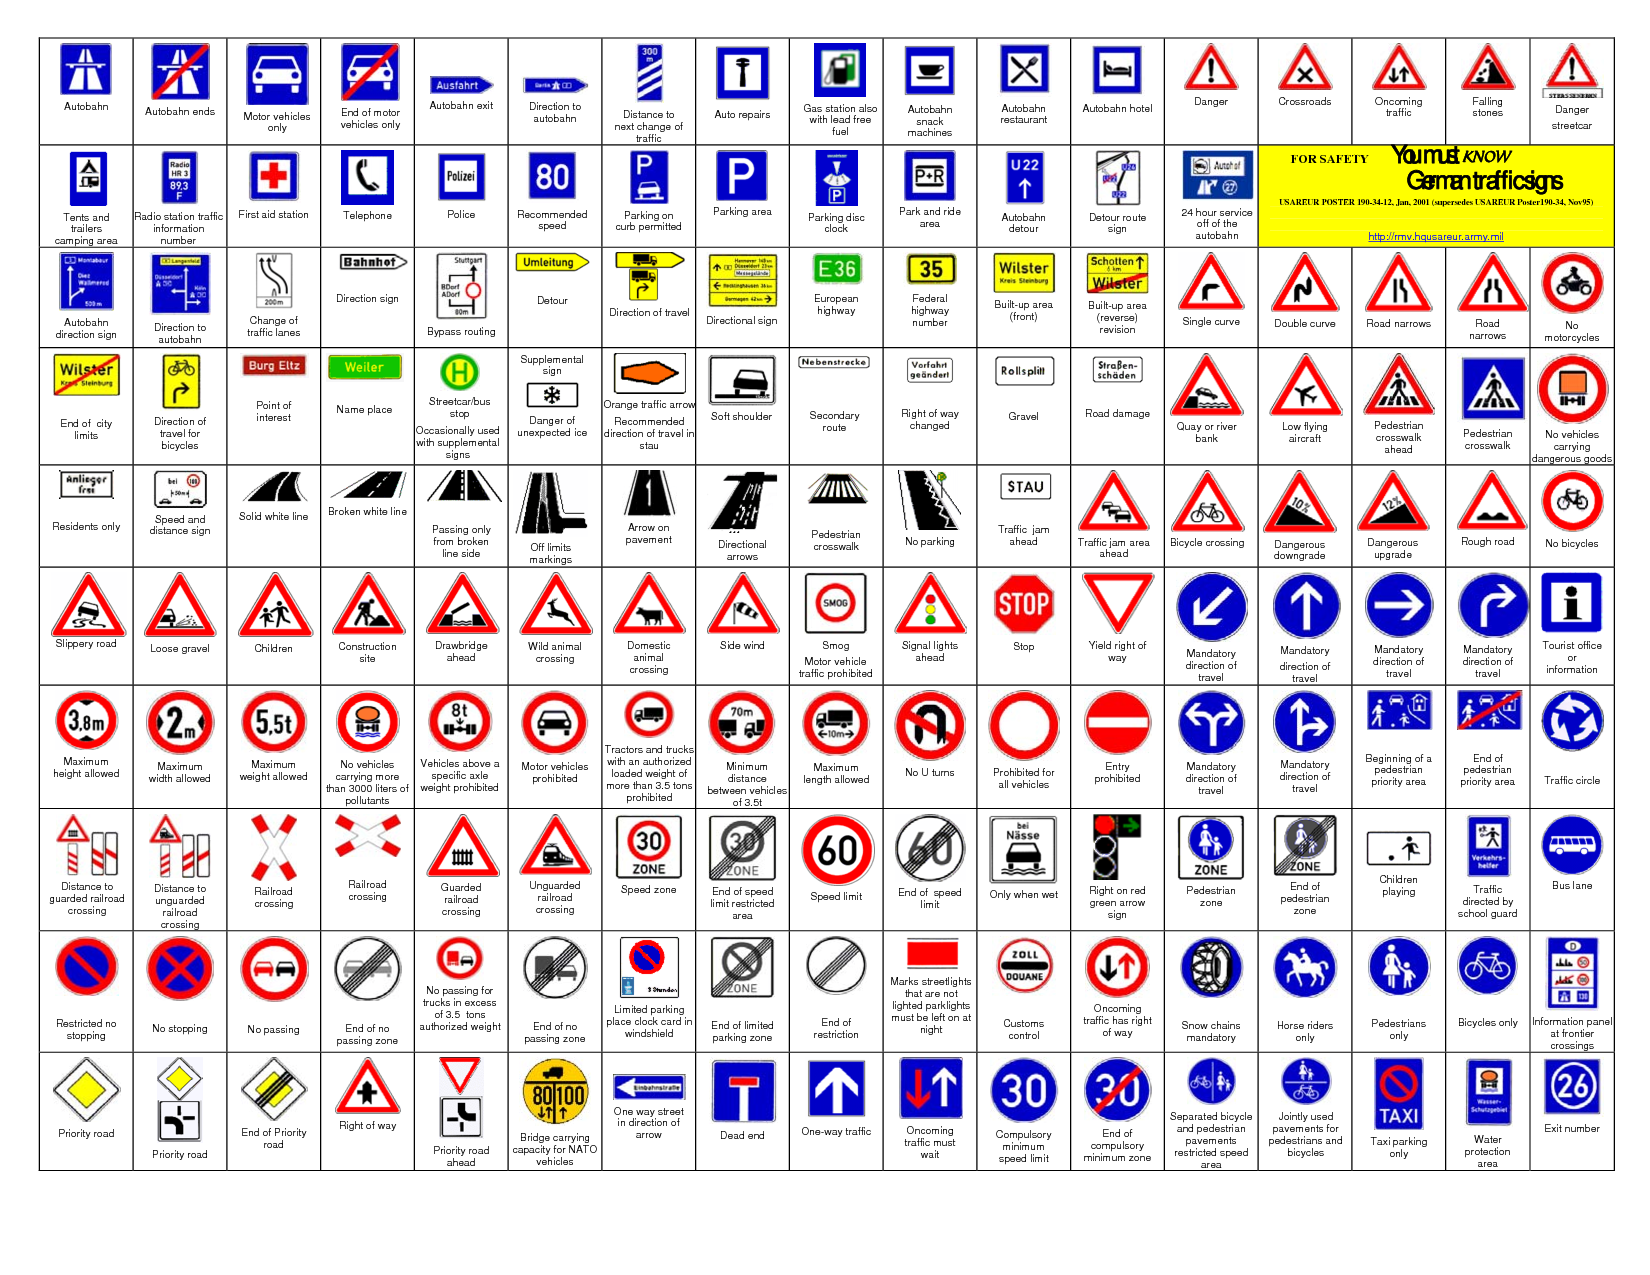 Autobahn
Autobahn ends
Motor vehicles
only
End of motor
vehicles only
Ausfahrt
Autobahn exit
Berlin
Direction to
autobahn
300
m
Distance to
next change of
traffic
Auto repairs
Gas station also
with lead free
fuel
Autobahn
snack
machines
Autobahn
restaurant
Autobahn hotel
Danger
Crossroads
Oncoming
traffic
Falling
stones
Danger
streetcar
Tents and
trailers
camping area
Radio
HR 3
89,3
F
Radio station traffic
information
number
First aid station
Telephone
Polizei
Police
80
Recommended
speed
P
Parking on
curb permitted
P
Parking area
P
Parking disc
clock
P+R
Park and ride
area
U22
Autobahn
detour
U22
Detour route
sign
Autohof
27
24 hour service
off of the
autobahn
FOR SAFETY You must KNOW
German traffic signs
USAREUR POSTER 190-34-12, Jan, 2001 (supersedes USAREUR Poster190-34, Nov95)
http://rmv.hqusareur.army.mil
Montabaur
Diez
Wallmerod
500 m
Autobahn
direction sign
Langenfeld
Düsseldorf
Köln
Direction to
autobahn
200m
Change of
traffic lanes
Bahnhof
Direction sign
Stuttgart
BDorf
ADorf
80m
Bypass routing
Umleitung
Detour
Direction of travel
Directional sign
E36
European
highway
35
Federal
highway
number
Wilster
Kreis Steinburg
Built-up area
(front)
Schotten
6 km
Wilster
Built-up area
(reverse)
revision
Single curve
Double curve
Road narrows
Road
narrows
No
motorcycles
Wilster
Kreis Steinburg
End of city
limits
Direction of
travel for
bicycles
Burg Eltz
Point of
interest
Weiler
Name place
H
Streetcar/bus
stop
Occasionally used
with supplemental
signs
Supplemental
sign
Danger of
unexpected ice
Orange traffic arrow
Recommended
direction of travel in
stau
Soft shoulder
Nebenstrecke
Secondary
route
Vorfahrt
geändert
Right of way
changed
Rollsplitt
Gravel
Straßen-
schäden
Road damage
Quay or river
bank
Low flying
aircraft
Pedestrian
crosswalk
ahead
Pedestrian
crosswalk
No vehicles
carrying
dangerous goods
Anlieger
frei
Residents only
bei
Speed and
distance sign
Solid white line
Broken white line
Passing only
from broken
line side
Off limits
markings
Arrow on
pavement
Directional
arrows
Pedestrian
crosswalk
No parking
STAU
Traffic jam
ahead
Traffic jam area
ahead
Bicycle crossing
10%
Dangerous
downgrade
12%
Dangerous
upgrade
Rough road
No bicycles
Slippery road
Loose gravel
Children
Construction
site
Drawbridge
ahead
Wild animal
crossing
Domestic
animal
crossing
Side wind
SMOG
Smog
Motor vehicle
traffic prohibited
Signal lights
ahead
STOP
Stop
Yield right of
way
Mandatory
direction of
travel
Mandatory
direction of
travel
Mandatory
direction of
travel
Mandatory
direction of
travel
i
Tourist office
or
information
3,8m
Maximum
height allowed
2m
Maximum
width allowed
5,5t
Maximum
weight allowed
No vehicles
carrying more
than 3000 liters of
pollutants
8t
Vehicles above a
specific axle
weight prohibited
Motor vehicles
prohibited
Tractors and trucks
with an authorized
loaded weight of
more than 3.5 tons
prohibited
70m
Minimum
distance
between vehicles
of 3.5t
10m
Maximum
length allowed
No U turns
Prohibited for
all vehicles
Entry
prohibited
Mandatory
direction of
travel
Mandatory
direction of
travel
Beginning of a
pedestrian
priority area
End of
pedestrian
priority area
Traffic circle
Distance to
guarded railroad
crossing
Distance to
unguarded
railroad
crossing
Railroad
crossing
Railroad
crossing
Guarded
railroad
crossing
Unguarded
railroad
crossing
30
ZONE
Speed zone
30
ZONE
End of speed
limit restricted
area
60
Speed limit
60
End of speed
limit
bei
Nässe
Only when wet
Right on red
green arrow
sign
ZONE
Pedestrian
zone
ZONE
End of
pedestrian
zone
Children
playing
Verkehrs-
helfer
Traffic
directed by
school guard
Bus lane
Restricted no
stopping
No stopping
No passing
End of no
passing zone
No passing for
trucks in excess
of 3.5 tons
authorized weight
End of no
passing zone
2 Stunden
Limited parking
place clock card in
windshield
ZONE
End of limited
parking zone
End of
restriction
Marks streetlights
that are not
lighted parklights
must be left on at
night
ZOLL
DOUANE
Customs
control
Oncoming
traffic has right
of way
Snow chains
mandatory
Horse riders
only
Pedestrians
only
Bicycles only
D
Information panel
at frontier
crossings
Priority road
Priority road
End of Priority
road
Right of way
Priority road
ahead
80 100
Bridge carrying
capacity for NATO
vehicles
Einbahnstraße
One way street
in direction of
arrow
Dead end
One-way traffic
Oncoming
traffic must
wait
30
Compulsory
minimum
speed limit
30
End of
compulsory
minimum zone
Separated bicycle
and pedestrian
pavements
restricted speed
area
Jointly used
pavements for
pedestrians and
bicycles
TAXI
Taxi parking
only
Wasser-
Schutzgebiet
Water
protection
area
26
Exit number